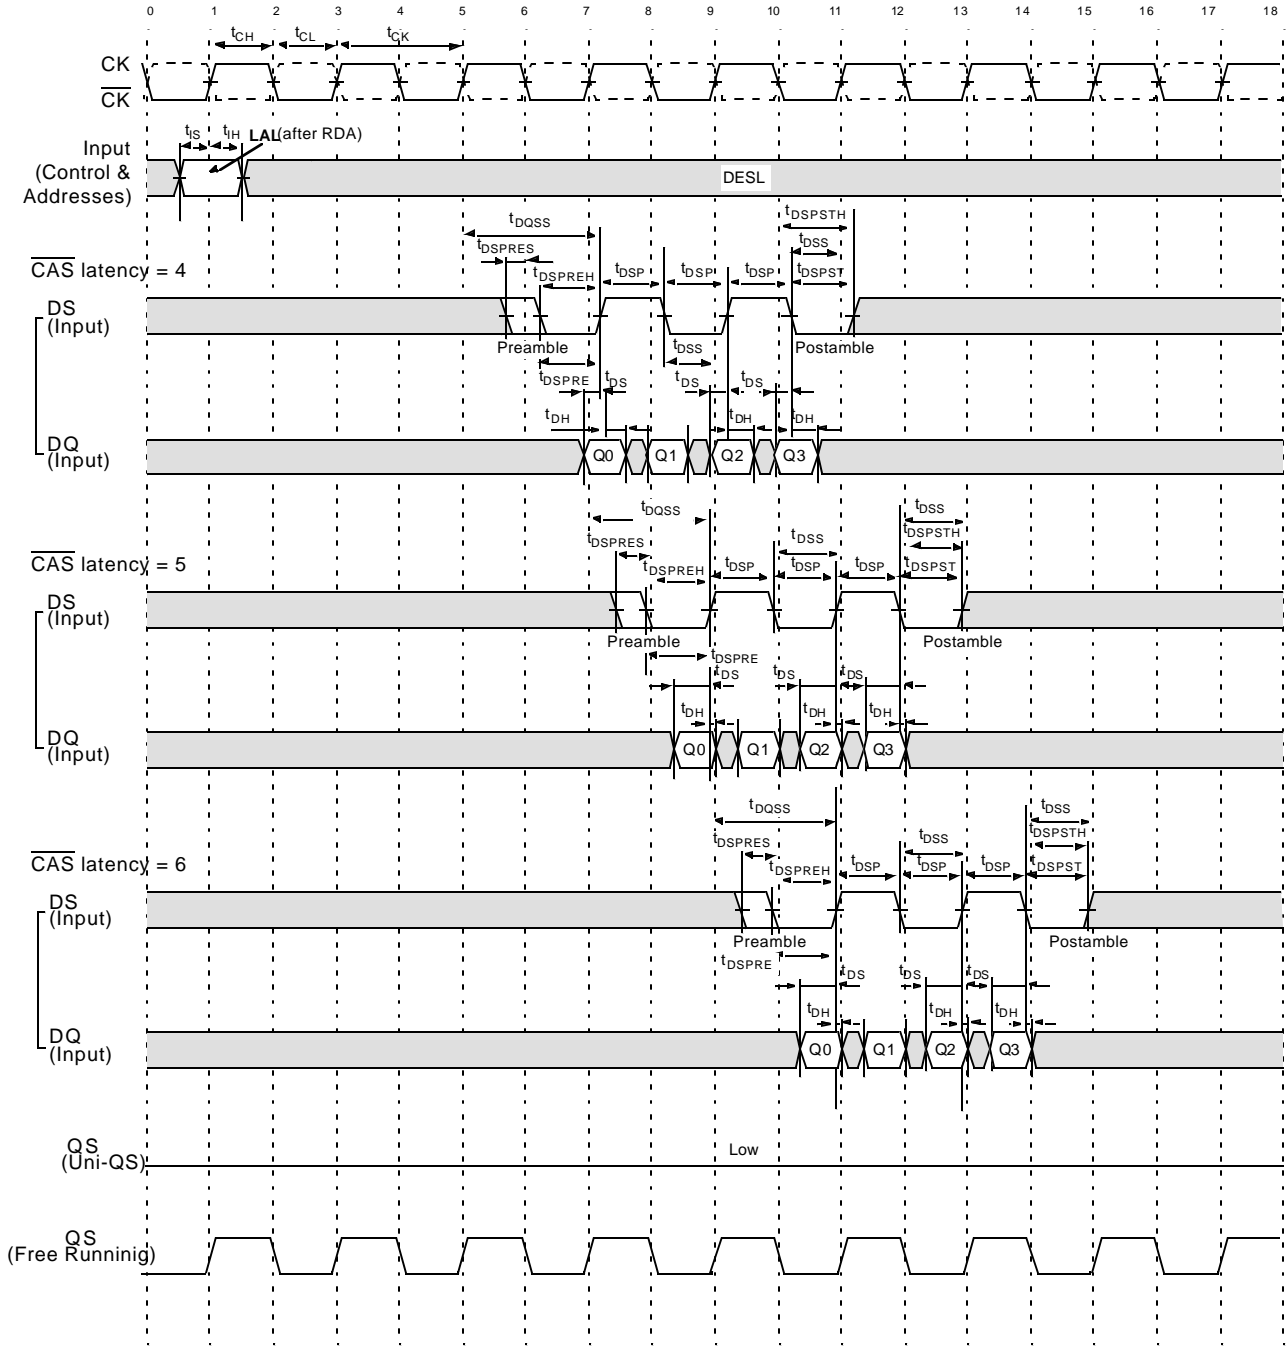 0 1 2 3 4 5 6 7 8 9 10 11 12 13 14 15 16 17 18
tCH tCL tCK
CK
CK
tIS tIH LAL(after RDA)
Input
(Control &
Addresses)
DESL
tDQSS tDSPSTH
tDSPRES tDSS
CAS latency = 4
tDSPREH tDSP tDSP tDSP tDSPST
DS
(Input)
Preamble tDSS Postamble
tDSPRE tDS tDS tDS
tDH tDH tDH
DQ
(Input)
Q0 Q1 Q2 Q3
tDQSS tDSS
tDSPRES tDSS tDSPSTH
CAS latency = 5
tDSPREH tDSP tDSP tDSP tDSPST
DS
(Input)
Preamble Postamble
tDSPRE
tDS tDS tDS
tDH tDH tDH
DQ
(Input)
Q0 Q1 Q2 Q3
tDQSS tDSS
tDSPRES tDSS tDSPSTH
CAS latency = 6
tDSPREH tDSP tDSP tDSP tDSPST
DS
(Input)
Preamble Postamble
tDSPRE
tDS tDS tDS
tDH tDH tDH
DQ
(Input)
Q0 Q1 Q2 Q3
QS
(Uni-QS)
Low
QS
(Free Runninig)